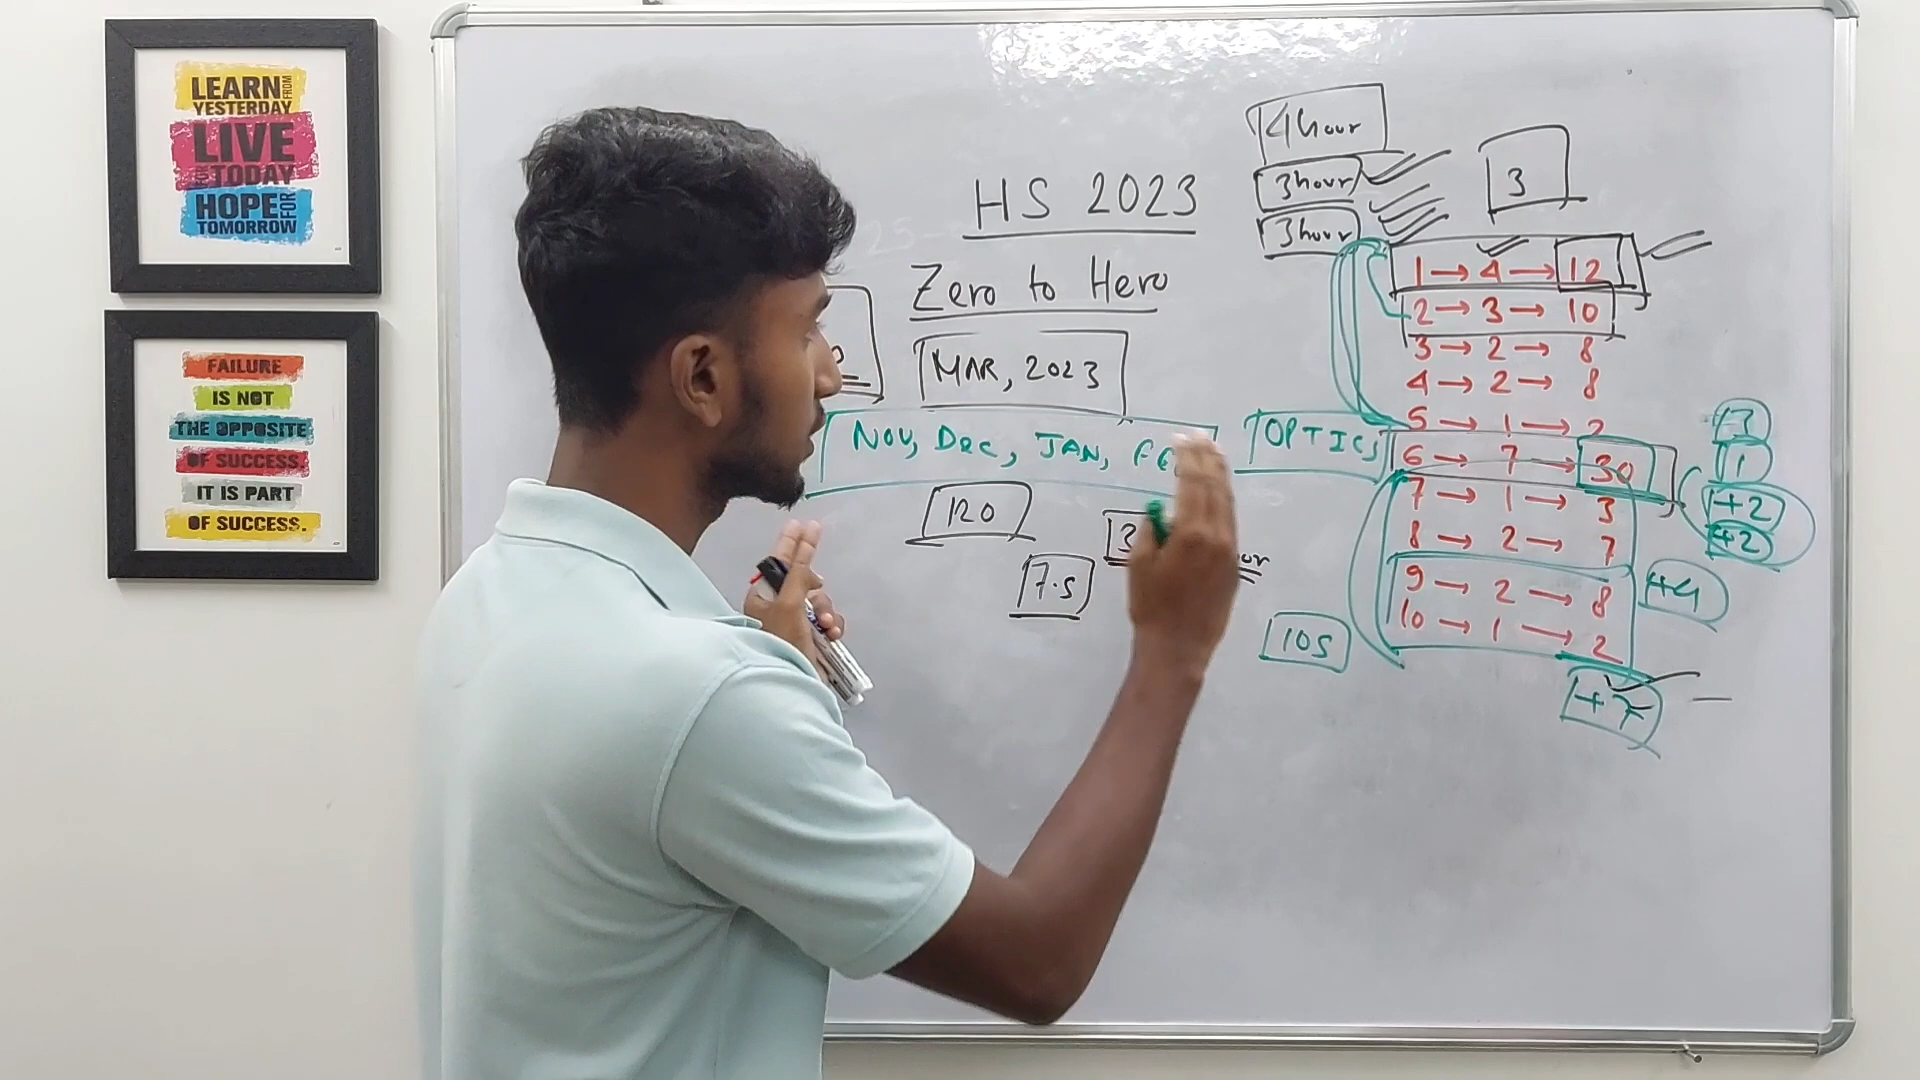 LEARN FROM
YESTERDAY
LIVE
FOR TODAY
HOPE FOR
TOMORROW
FAILURE
IS NOT
THE OPPOSITE
OF SUCCESS.
IT IS PART
OF SUCCESS.
HS 2023
Zero to Hero
MAR, 2023
NOV, DEC, JAN,
120
7.5
4 hour
3 hour
3 hour
3
1 → 4 → 12
2 → 3 → 10
3 → 2 → 8
4 → 2 → 8
5 → 1 → 2
OPTICS
6 → 7 → 30
7 → 1 → 3
8 → 2 → 7
9 → 2 → 8
10 → 1 → 2
105
1
+2
+2
+4
+7